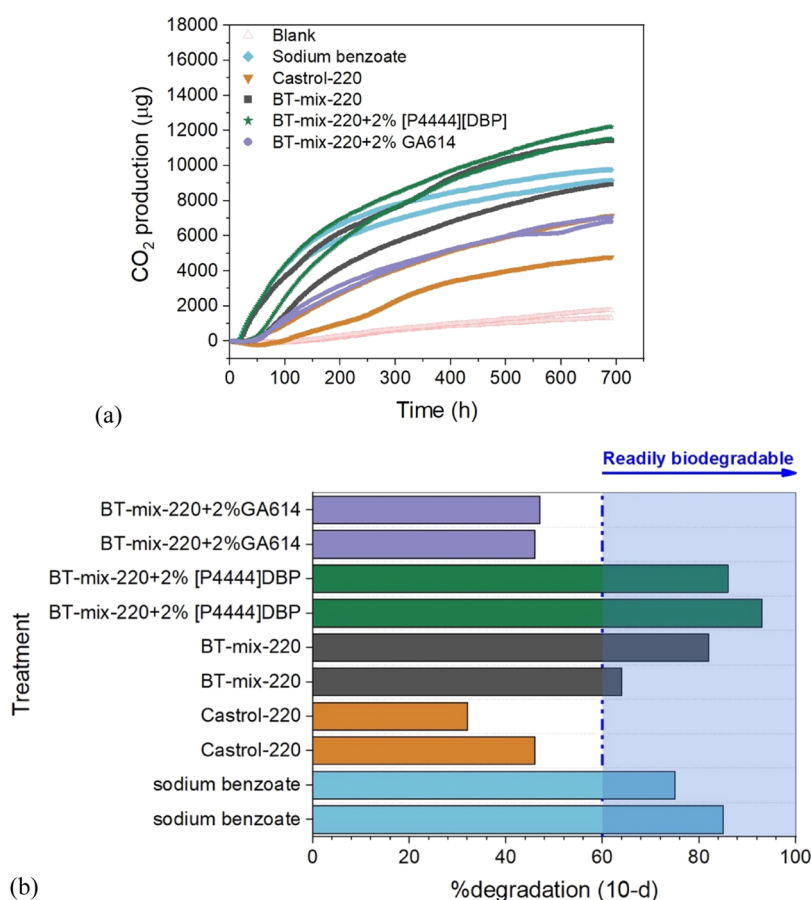 18000
16000
14000
12000
10000
8000
6000
4000
2000
0
CO2 production (µg)
Blank
Sodium benzoate
Castrol-220
BT-mix-220
BT-mix-220+2% [P4444][DBP]
BT-mix-220+2% GA614
0 100 200 300 400 500 600 700
Time (h)
(a)
Readily biodegradable
BT-mix-220+2%GA614
BT-mix-220+2%GA614
BT-mix-220+2% [P4444]DBP
BT-mix-220+2% [P4444]DBP
BT-mix-220
BT-mix-220
Castrol-220
Castrol-220
sodium benzoate
sodium benzoate
Treatment
0 20 40 60 80 100
%degradation (10-d)
(b)